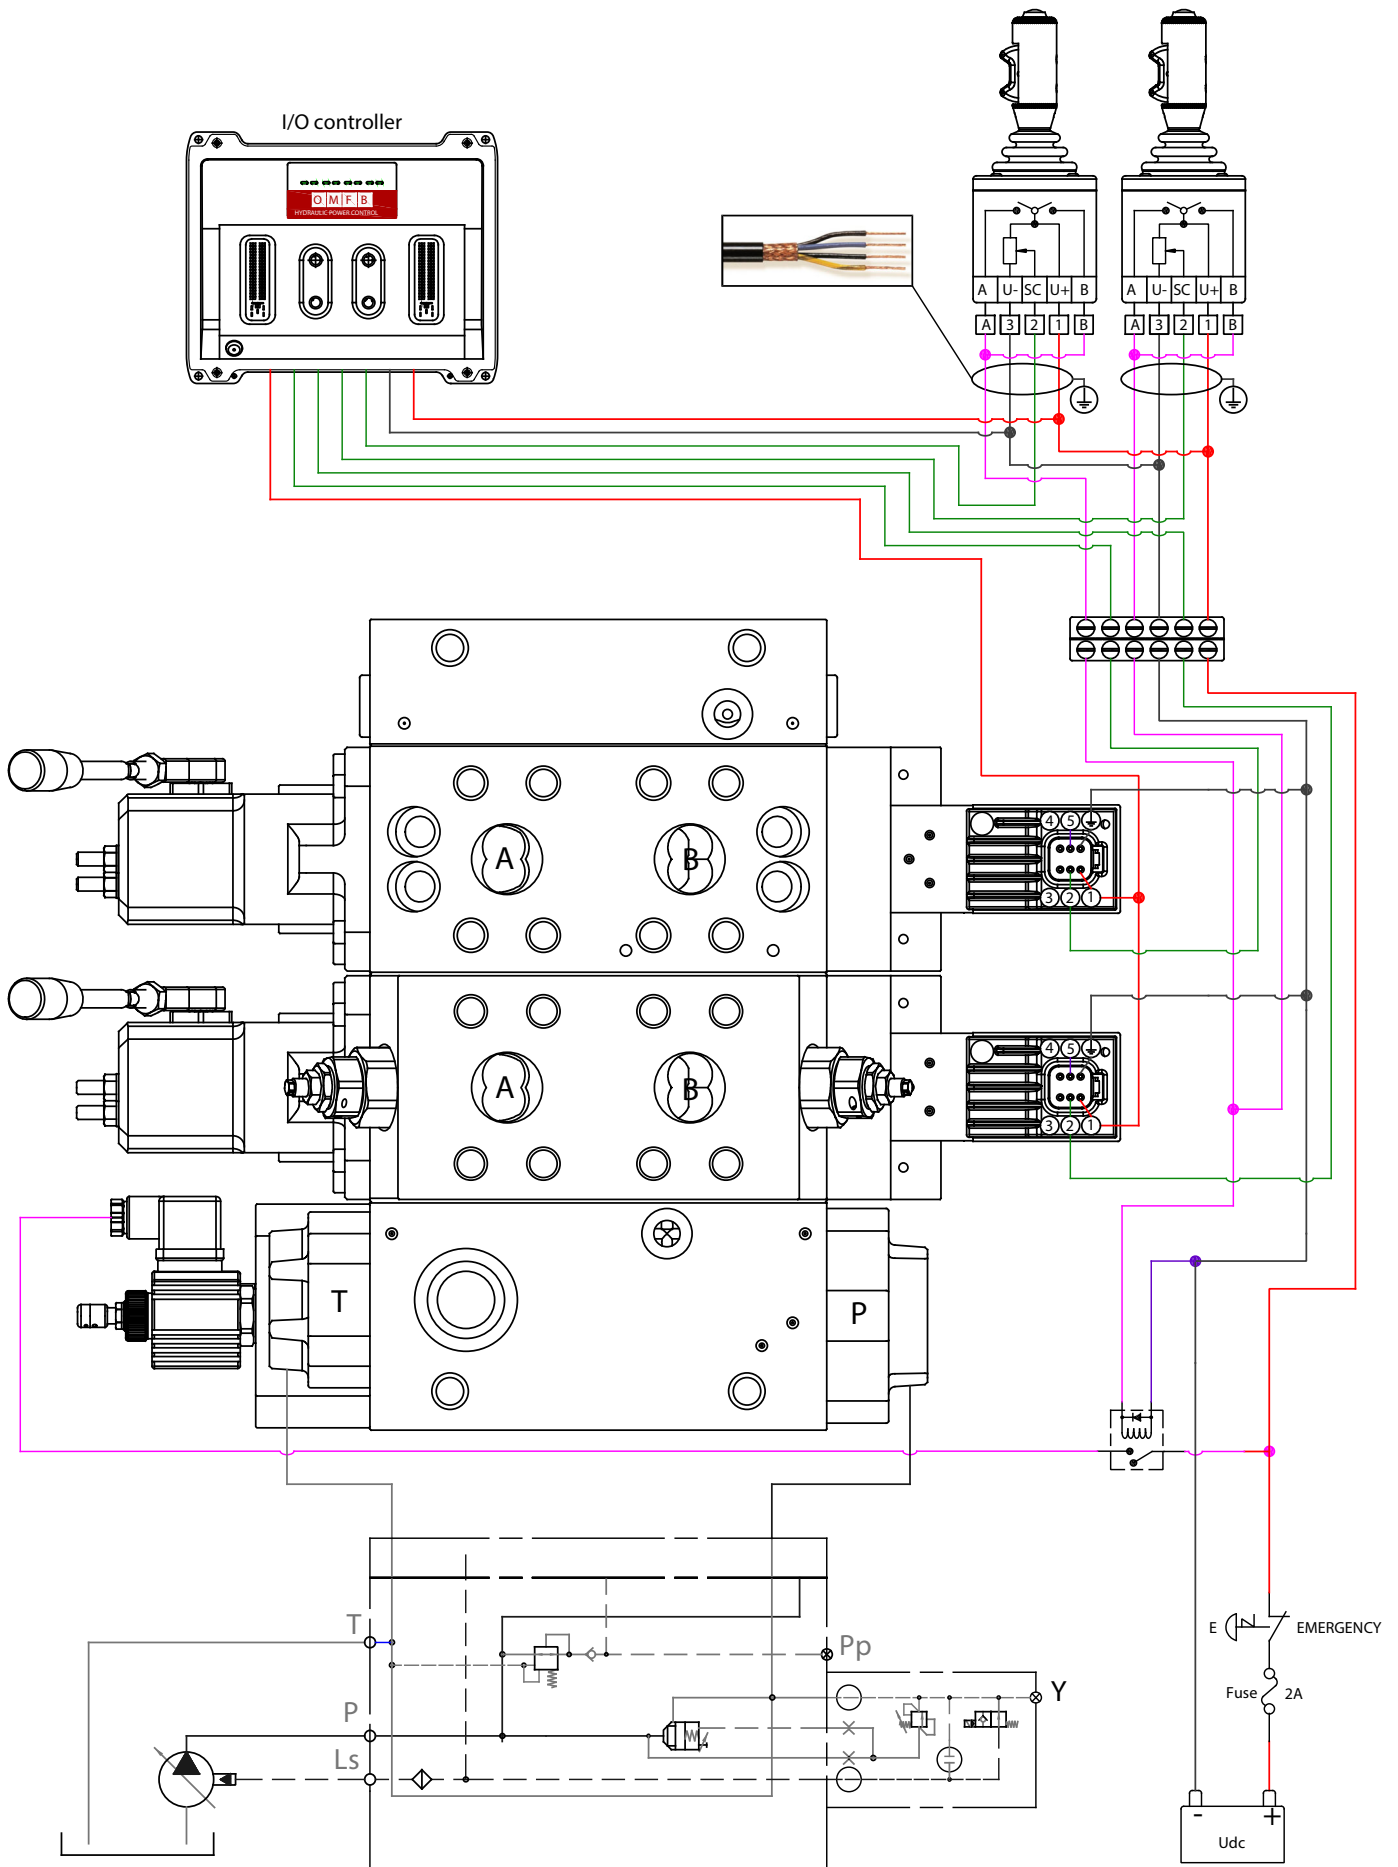 I/O controller
O M F B
HYDRAULIC POWER CONTROL
A U- SC U+ B
A 3 2 1 B
A U- SC U+ B
A 3 2 1 B
4 5
A B
3 2 1
4 5
A B
3 2 1
T P
T
Pp
Y
P
Ls
E EMERGENCY
Fuse 2A
- +
Udc